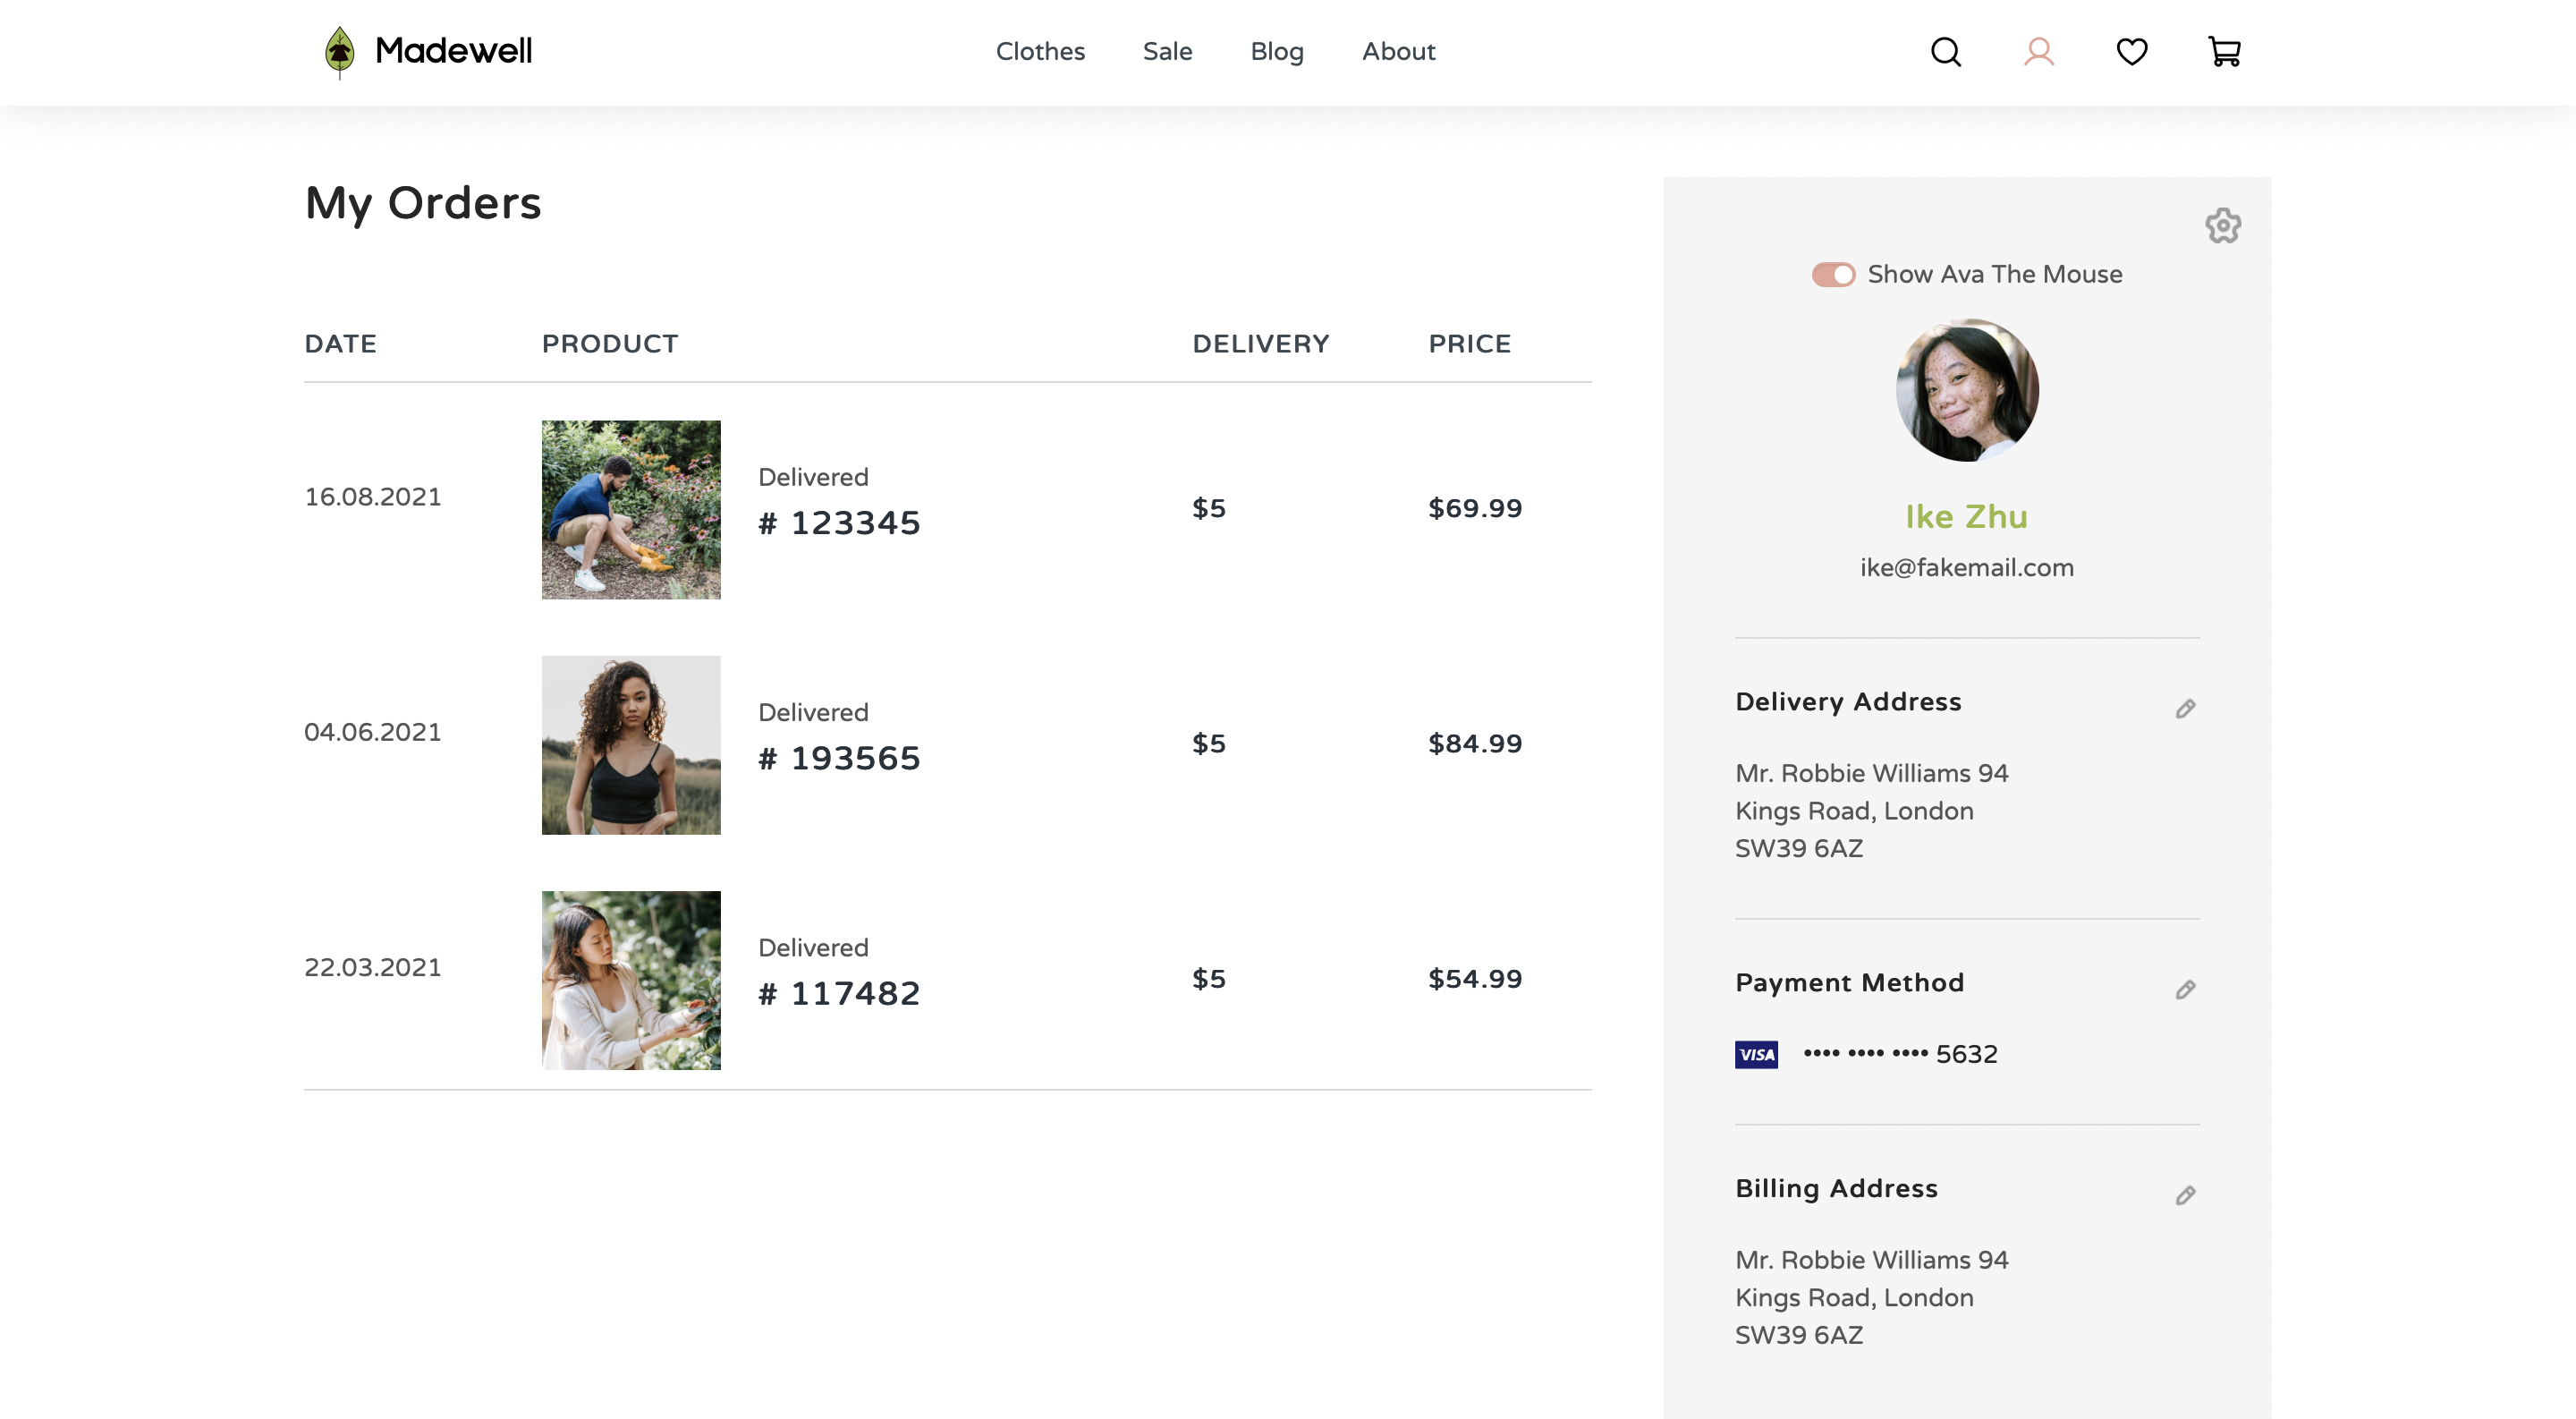 Madewell
Clothes
Sale
Blog
About
My Orders
DATE
PRODUCT
DELIVERY
PRICE
16.08.2021
Delivered
# 123345
$5
$69.99
04.06.2021
Delivered
# 193565
$5
$84.99
22.03.2021
Delivered
# 117482
$5
$54.99
Show Ava The Mouse
Ike Zhu
ike@fakemail.com
Delivery Address
Mr. Robbie Williams 94
Kings Road, London
SW39 6AZ
Payment Method
VISA •••• •••• •••• 5632
Billing Address
Mr. Robbie Williams 94
Kings Road, London
SW39 6AZ